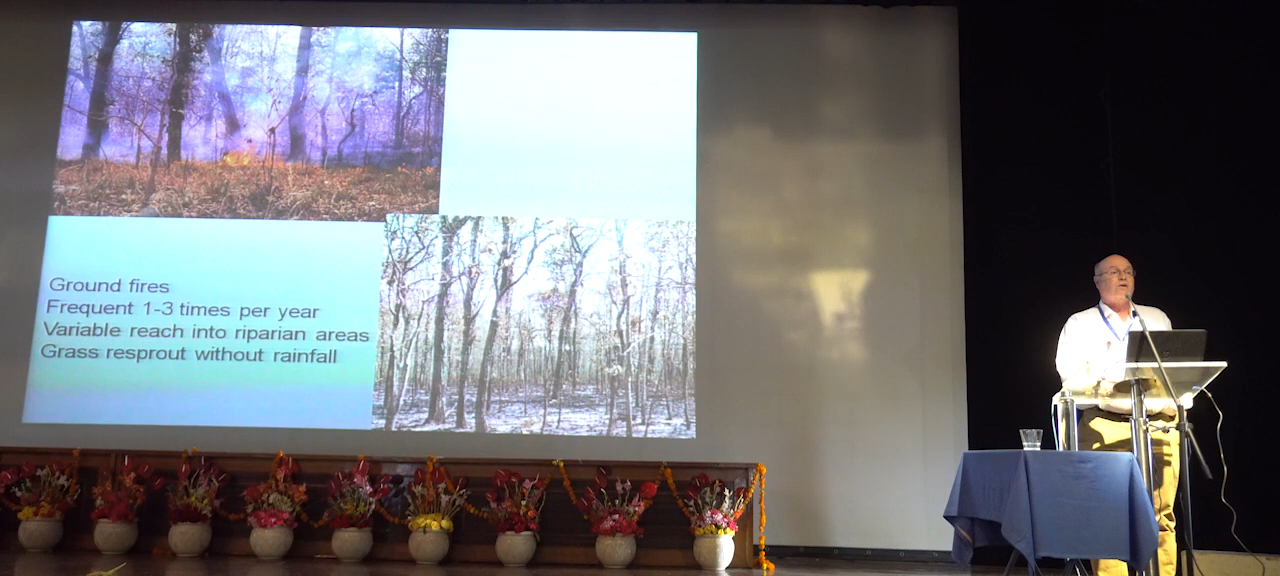 Ground fires
Frequent 1-3 times per year
Variable reach into riparian areas
Grass resprout without rainfall